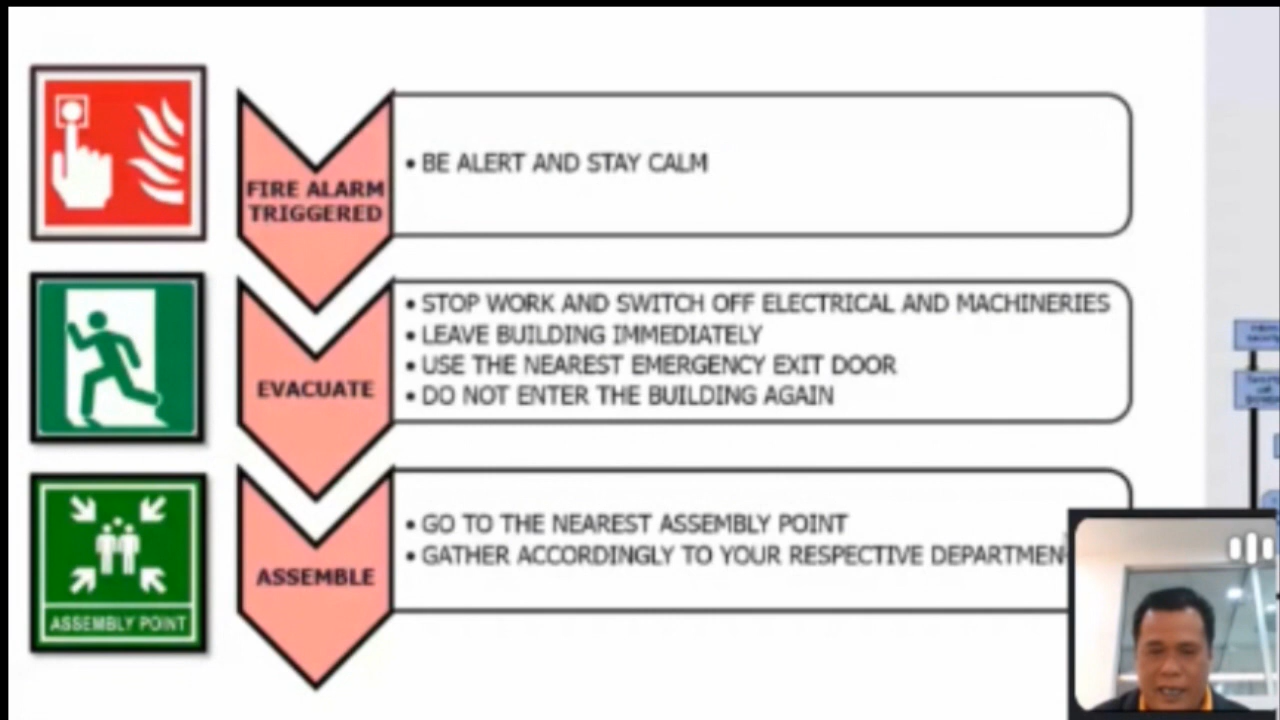 FIRE ALARM
TRIGGERED
• BE ALERT AND STAY CALM
EVACUATE
• STOP WORK AND SWITCH OFF ELECTRICAL AND MACHINERIES
• LEAVE BUILDING IMMEDIATELY
• USE THE NEAREST EMERGENCY EXIT DOOR
• DO NOT ENTER THE BUILDING AGAIN
ASSEMBLE
• GO TO THE NEAREST ASSEMBLY POINT
• GATHER ACCORDINGLY TO YOUR RESPECTIVE DEPARTMEN
ASSEMBLY POINT